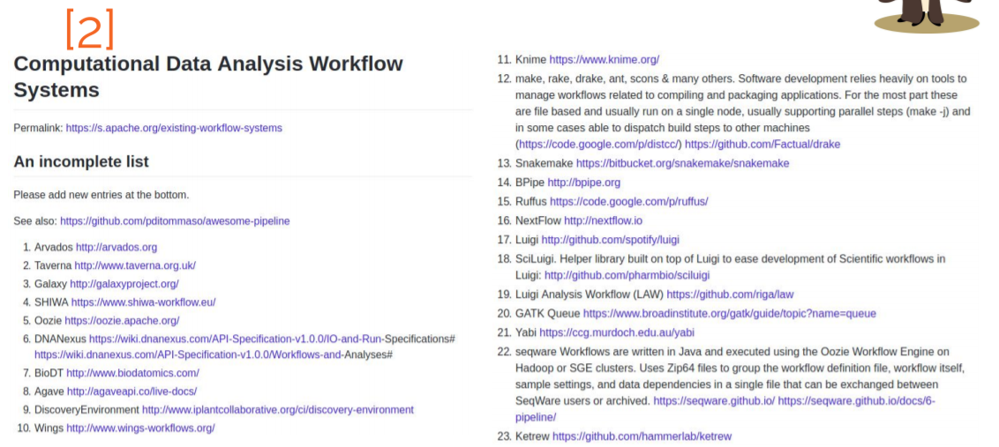 [2]
Computational Data Analysis Workflow
Systems
Permalink: https://s.apache.org/existing-workflow-systems
An incomplete list
Please add new entries at the bottom.
See also: https://github.com/pditommaso/awesome-pipeline
1. Arvados http://arvados.org
2. Taverna http://www.taverna.org.uk/
3. Galaxy http://galaxyproject.org/
4. SHIWA https://www.shiwa-workflow.eu/
5. Oozie https://oozie.apache.org/
6. DNANexus https://wiki.dnanexus.com/API-Specification-v1.0.0/IO-and-Run-Specifications#
https://wiki.dnanexus.com/API-Specification-v1.0.0/Workflows-and-Analyses#
7. BioDT http://www.biodatomics.com/
8. Agave http://agaveapi.co/live-docs/
9. DiscoveryEnvironment http://www.iplantcollaborative.org/ci/discovery-environment
10. Wings http://www.wings-workflows.org/
11. Knime https://www.knime.org/
12. make, rake, drake, ant, scons & many others. Software development relies heavily on tools to
manage workflows related to compiling and packaging applications. For the most part these
are file based and usually run on a single node, usually supporting parallel steps (make -j) and
in some cases able to dispatch build steps to other machines
(https://code.google.com/p/distcc/) https://github.com/Factual/drake
13. Snakemake https://bitbucket.org/snakemake/snakemake
14. BPipe http://bpipe.org
15. Ruffus https://code.google.com/p/ruffus/
16. NextFlow http://nextflow.io
17. Luigi http://github.com/spotify/luigi
18. SciLuigi. Helper library built on top of Luigi to ease development of Scientific workflows in
Luigi: http://github.com/pharmbio/sciluigi
19. Luigi Analysis Workflow (LAW) https://github.com/riga/law
20. GATK Queue https://www.broadinstitute.org/gatk/guide/topic?name=queue
21. Yabi https://ccg.murdoch.edu.au/yabi
22. seqware Workflows are written in Java and executed using the Oozie Workflow Engine on
Hadoop or SGE clusters. Uses Zip64 files to group the workflow definition file, workflow itself,
sample settings, and data dependencies in a single file that can be exchanged between
SeqWare users or archived. https://seqware.github.io/ https://seqware.github.io/docs/6-
pipeline/
23. Ketrew https://github.com/hammerlab/ketrew